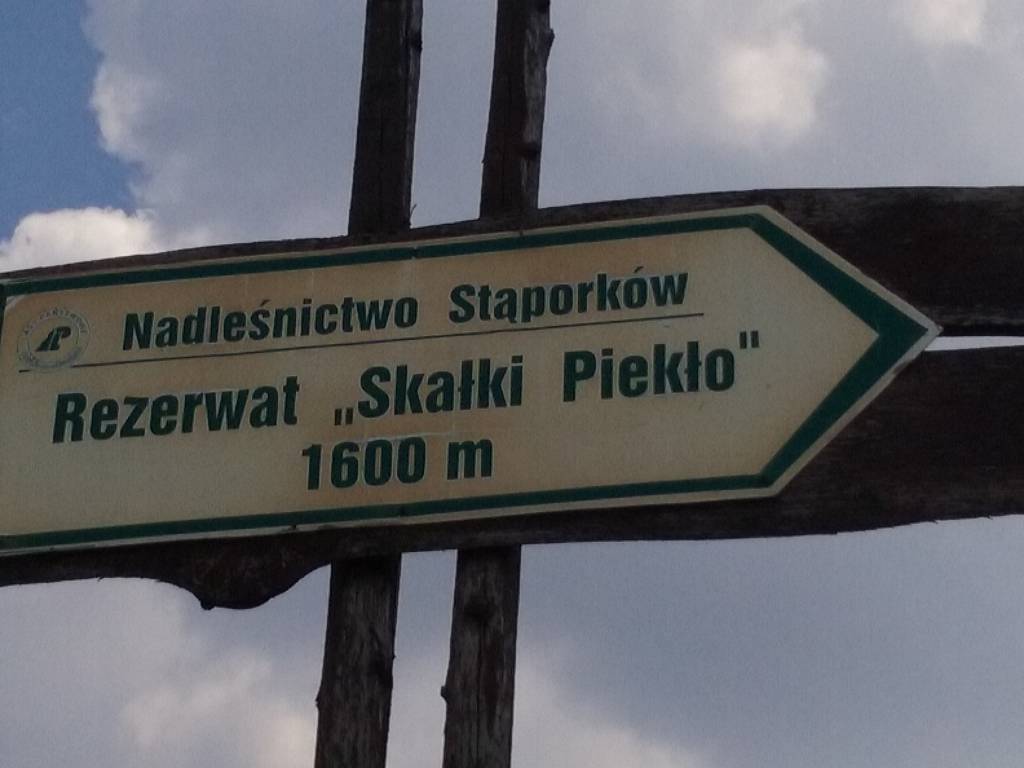 Nadleśnictwo Stąporków
Rezerwat „Skałki Piekło"
1600 m